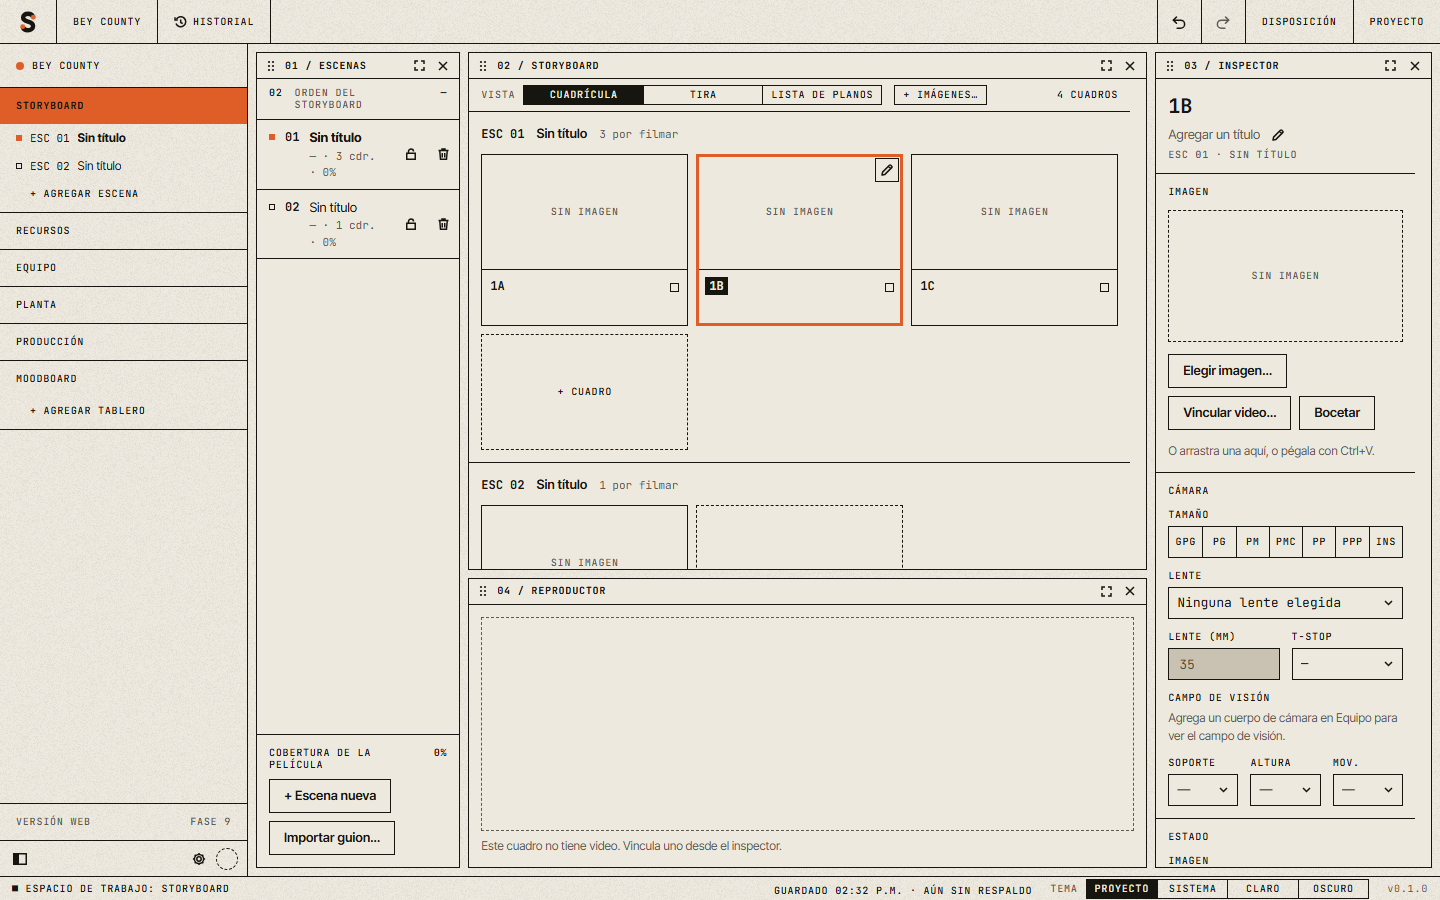 S BEY COUNTY HISTORIAL DISPOSICIÓN PROYECTO
BEY COUNTY
STORYBOARD
ESC 01 Sin título
ESC 02 Sin título
+ AGREGAR ESCENA
RECURSOS
EQUIPO
PLANTA
PRODUCCIÓN
MOODBOARD
+ AGREGAR TABLERO
VERSIÓN WEB FASE 9
01 / ESCENAS
02 ORDEN DEL STORYBOARD —
01 Sin título
— · 3 cdr.
· 0%
02 Sin título
— · 1 cdr.
· 0%
COBERTURA DE LA PELÍCULA 0%
+ Escena nueva
Importar guion...
02 / STORYBOARD
VISTA CUADRÍCULA TIRA LISTA DE PLANOS + IMÁGENES… 4 CUADROS
ESC 01 Sin título 3 por filmar
SIN IMAGEN SIN IMAGEN SIN IMAGEN
1A 1B 1C
+ CUADRO
ESC 02 Sin título 1 por filmar
SIN IMAGEN
04 / REPRODUCTOR
Este cuadro no tiene video. Vincula uno desde el inspector.
03 / INSPECTOR
1B
Agregar un título
ESC 01 · SIN TÍTULO
IMAGEN
SIN IMAGEN
Elegir imagen...
Vincular video... Bocetar
O arrastra una aquí, o pégala con Ctrl+V.
CÁMARA
TAMAÑO
GPG PG PM PMC PP PPP INS
LENTE
Ninguna lente elegida
LENTE (MM) T-STOP
35 —
CAMPO DE VISIÓN
Agrega un cuerpo de cámara en Equipo para
ver el campo de visión.
SOPORTE ALTURA MOV.
— — —
ESTADO
IMAGEN
ESPACIO DE TRABAJO: STORYBOARD GUARDADO 02:32 P.M. · AÚN SIN RESPALDO TEMA PROYECTO SISTEMA CLARO OSCURO v0.1.0